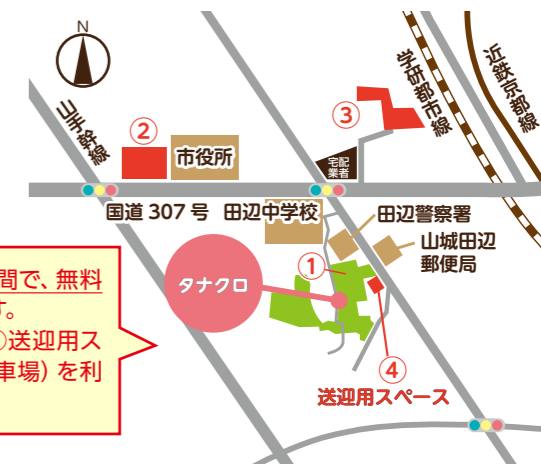 N
山手幹線
②
市役所
③
宅配
業者
学研都市線
近鉄京都線
国道 307 号
田辺中学校
田辺警察署
山城田辺
郵便局
①
タナクロ
④
送迎用スペース
間で、無料
す。
送迎用ス
車場）を利